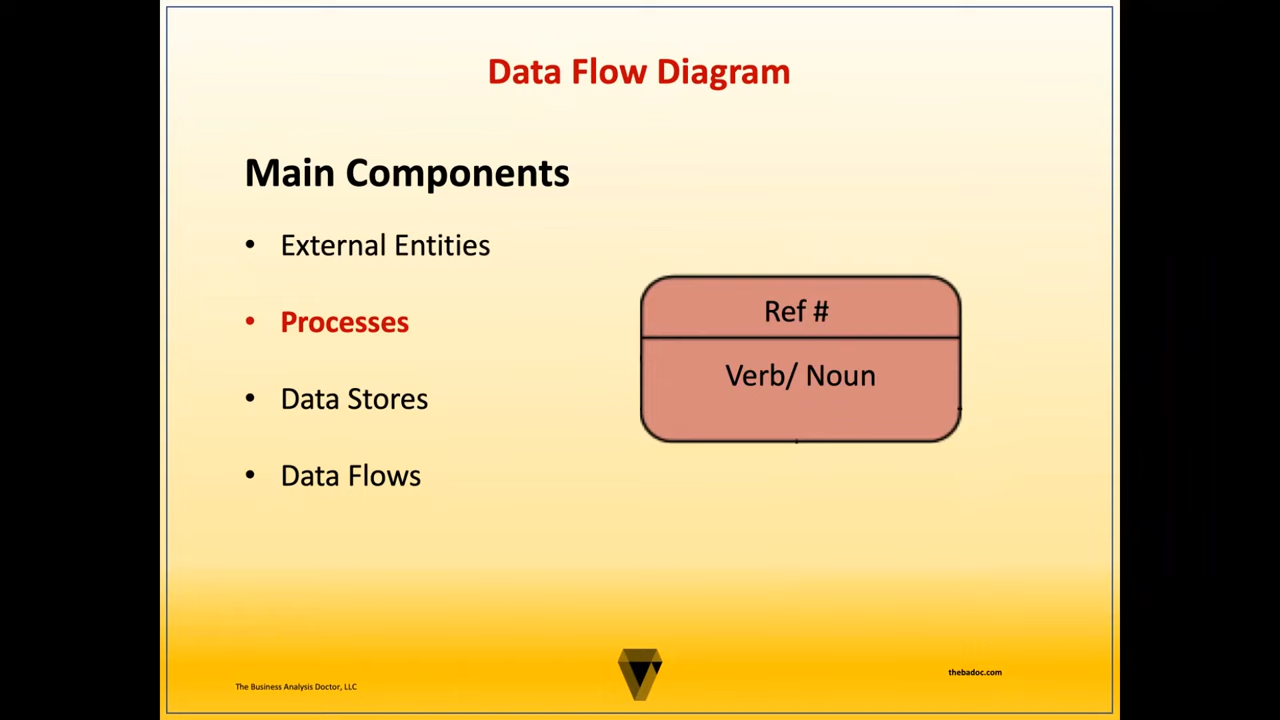 Data Flow Diagram
Main Components
• External Entities
• Processes
• Data Stores
• Data Flows
Ref #
Verb/ Noun
The Business Analysis Doctor, LLC
thebadoc.com